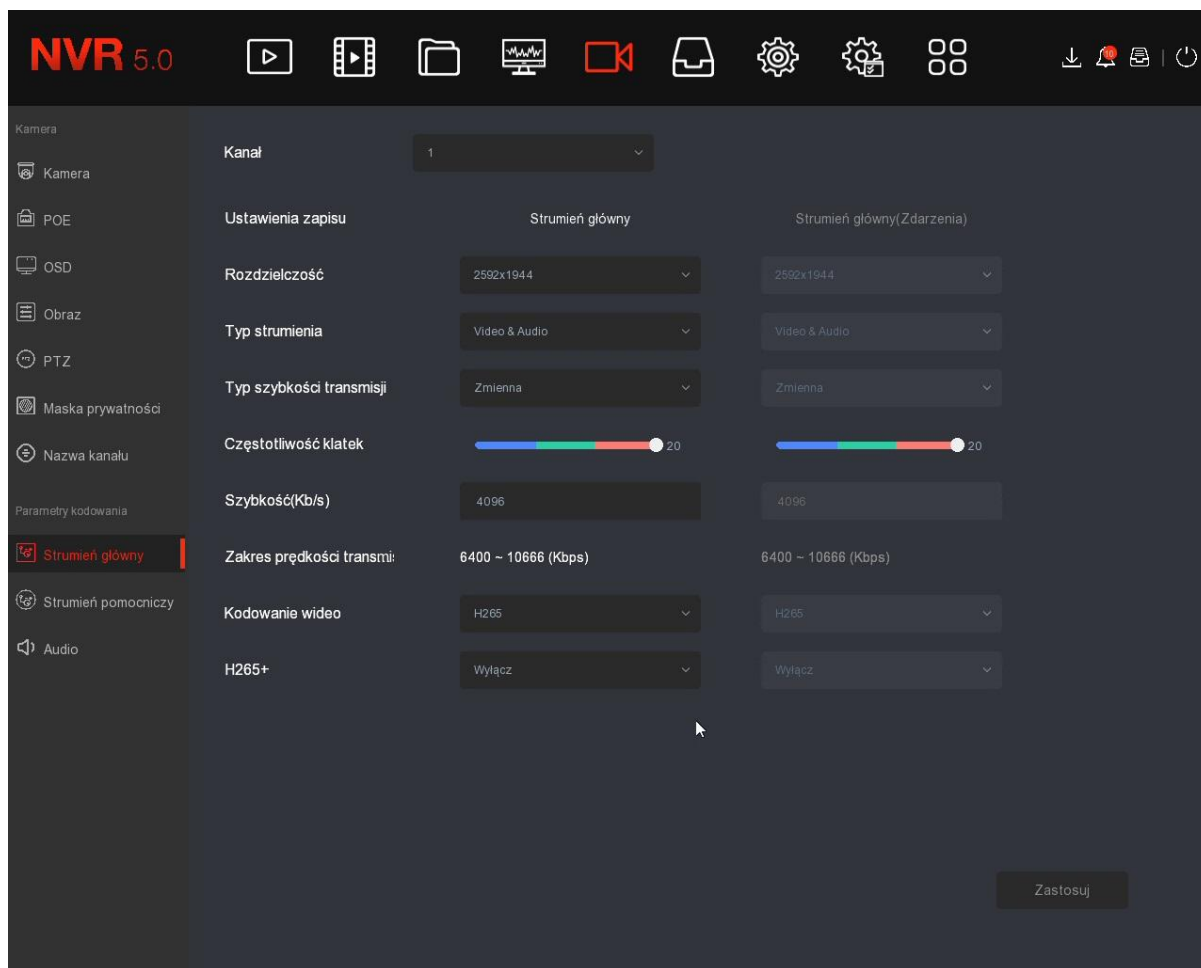 NVR 5.0
10
Kamera
Kamera
POE
OSD
Obraz
PTZ
Maska prywatności
Nazwa kanału
Parametry kodowania
Strumień główny
Strumień pomocniczy
Audio
Kanał 1
Ustawienia zapisu Strumień główny Strumień główny(Zdarzenia)
Rozdzielczość 2592x1944 2592x1944
Typ strumienia Video & Audio Video & Audio
Typ szybkości transmisji Zmienna Zmienna
Częstotliwość klatek 20 20
Szybkość(Kb/s) 4096 4096
Zakres prędkości transmi: 6400 ~ 10666 (Kbps) 6400 ~ 10666 (Kbps)
Kodowanie wideo H265 H265
H265+ Wyłącz Wyłącz
Zastosuj